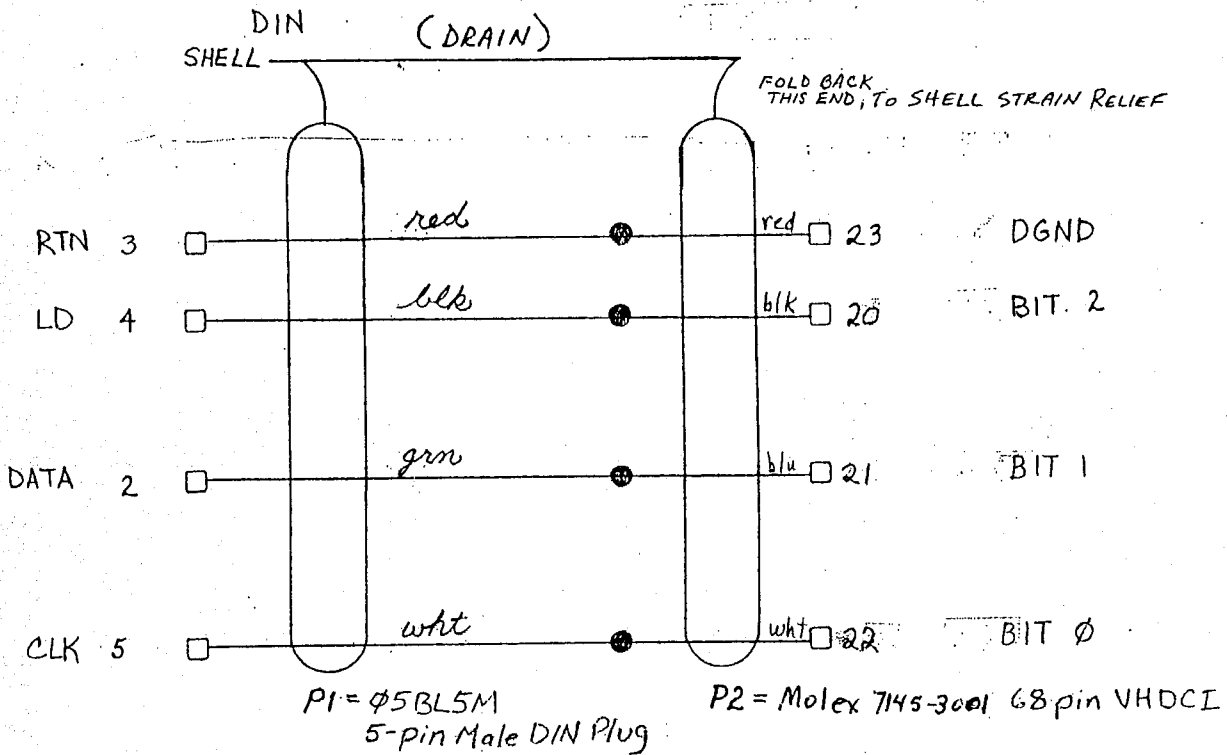 DIN
SHELL
(DRAIN)
FOLD BACK
THIS END, TO SHELL STRAIN RELIEF
RTN 3 red red 23 DGND
LD 4 blk blk 20 BIT. 2
DATA 2 grn blu 21 BIT 1
CLK 5 wht wht 22 BIT Ø
P1 = Ø5BL5M
5-pin Male DIN Plug
P2 = Molex 7145-3001 68 pin VHDCI